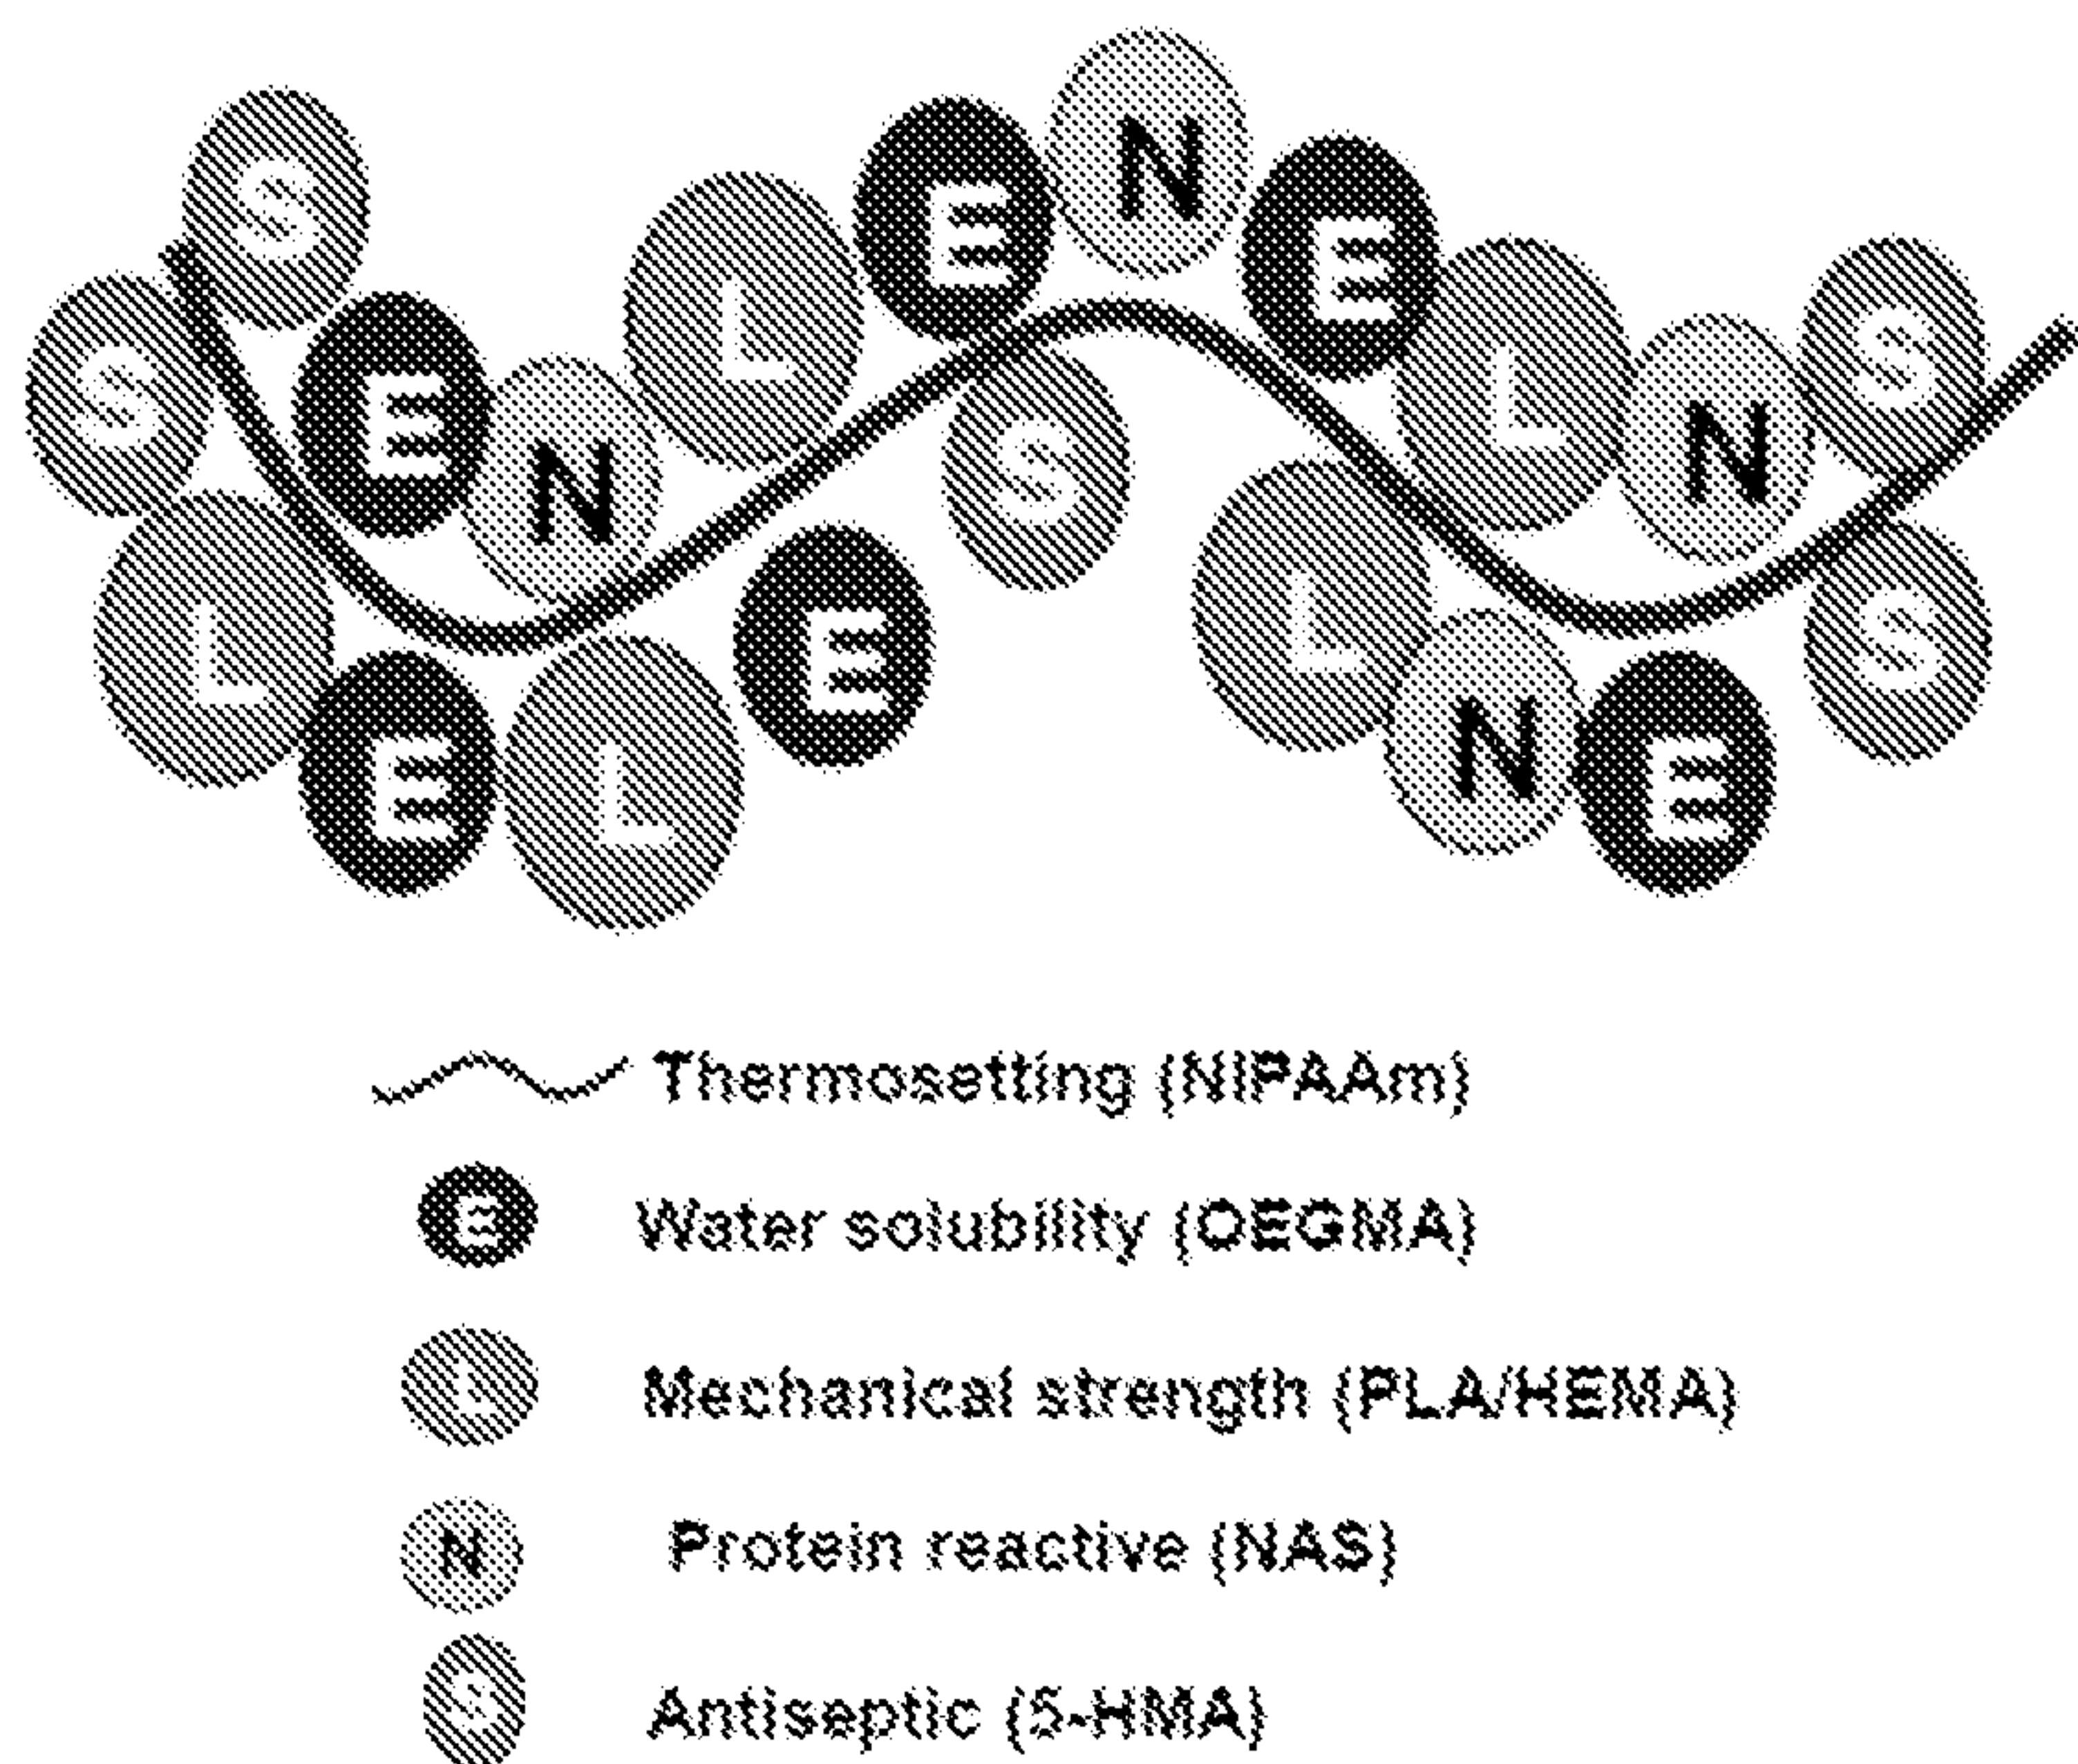 N
E
E
S
L
S
E
L
S
N
N
S
L
E
L
S
N
E
L
E
Thermosetting (NIPAAm)
E Water solubility (OEGMA)
L Mechanical strength (PLA/HEMA)
N Protein reactive (NAS)
S Antiseptic (5-HMA)